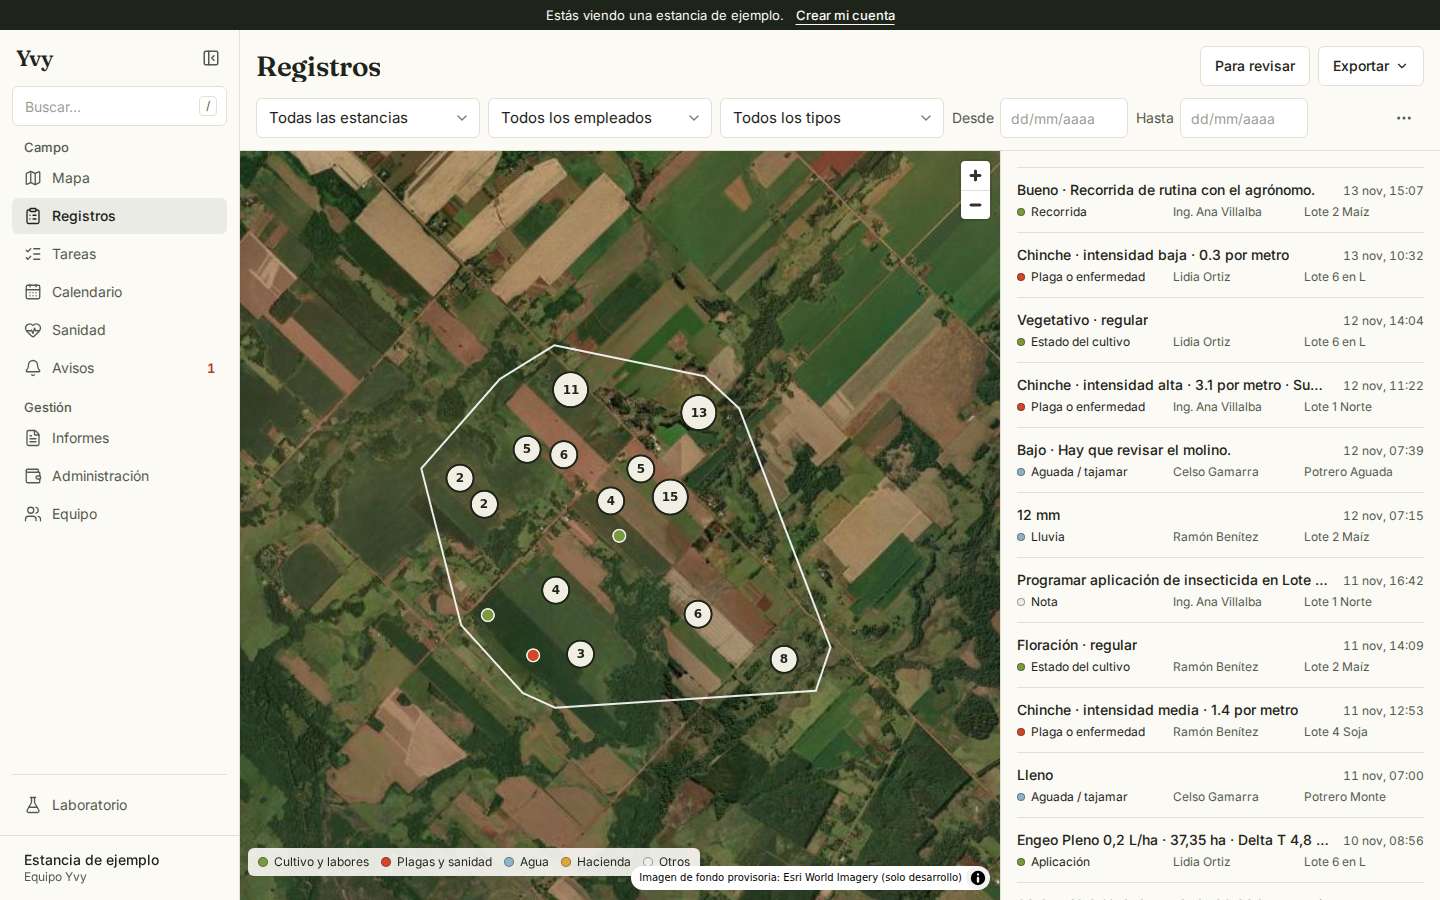 Estás viendo una estancia de ejemplo. Crear mi cuenta
Yvy
Buscar... /
Campo
Mapa
Registros
Tareas
Calendario
Sanidad
Avisos 1
Gestión
Informes
Administración
Equipo
Laboratorio
Estancia de ejemplo
Equipo Yvy
Registros
Para revisar
Exportar
Todas las estancias
Todos los empleados
Todos los tipos
Desde dd/mm/aaaa
Hasta dd/mm/aaaa
11
13
5
6
5
2
2
4
15
4
6
3
8
Cultivo y labores
Plagas y sanidad
Agua
Hacienda
Otros
Imagen de fondo provisoria: Esri World Imagery (solo desarrollo)
Bueno · Recorrida de rutina con el agrónomo. 13 nov, 15:07
Recorrida Ing. Ana Villalba Lote 2 Maíz
Chinche · intensidad baja · 0.3 por metro 13 nov, 10:32
Plaga o enfermedad Lidia Ortiz Lote 6 en L
Vegetativo · regular 12 nov, 14:04
Estado del cultivo Lidia Ortiz Lote 6 en L
Chinche · intensidad alta · 3.1 por metro · Su... 12 nov, 11:22
Plaga o enfermedad Ing. Ana Villalba Lote 1 Norte
Bajo · Hay que revisar el molino. 12 nov, 07:39
Aguada / tajamar Celso Gamarra Potrero Aguada
12 mm 12 nov, 07:15
Lluvia Ramón Benítez Lote 2 Maíz
Programar aplicación de insecticida en Lote ... 11 nov, 16:42
Nota Ing. Ana Villalba Lote 1 Norte
Floración · regular 11 nov, 14:09
Estado del cultivo Ramón Benítez Lote 2 Maíz
Chinche · intensidad media · 1.4 por metro 11 nov, 12:53
Plaga o enfermedad Ramón Benítez Lote 4 Soja
Lleno 11 nov, 07:00
Aguada / tajamar Celso Gamarra Potrero Monte
Engeo Pleno 0,2 L/ha · 37,35 ha · Delta T 4,8 ... 10 nov, 08:56
Aplicación Lidia Ortiz Lote 6 en L